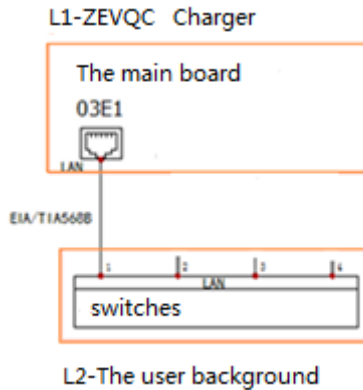 L1-ZEVQC Charger
The main board
03E1
LAN
EIA/TIA568B
1 2 3 4
LAN
switches
L2-The user background